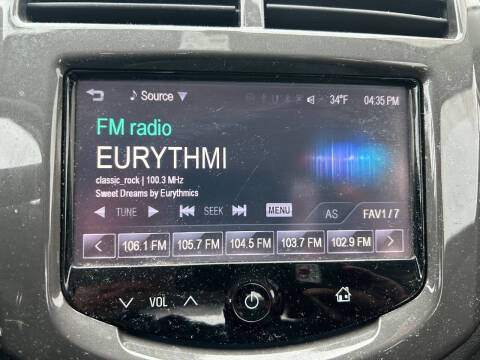 Source
34°F
04:35 PM
FM radio
EURYTHMI
classic_rock | 100.3 MHz
Sweet Dreams by Eurythmics
TUNE
SEEK
MENU
AS
FAV1 / 7
106.1 FM
105.7 FM
104.5 FM
103.7 FM
102.9 FM
VOL